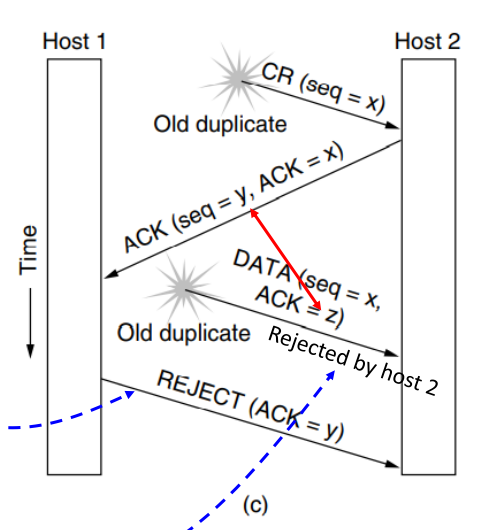 Host 1
Host 2
CR (seq = x)
Old duplicate
ACK (seq = y, ACK = x)
Time
DATA (seq = x,
ACK = z)
Old duplicate
Rejected by host 2
REJECT (ACK = y)
(c)